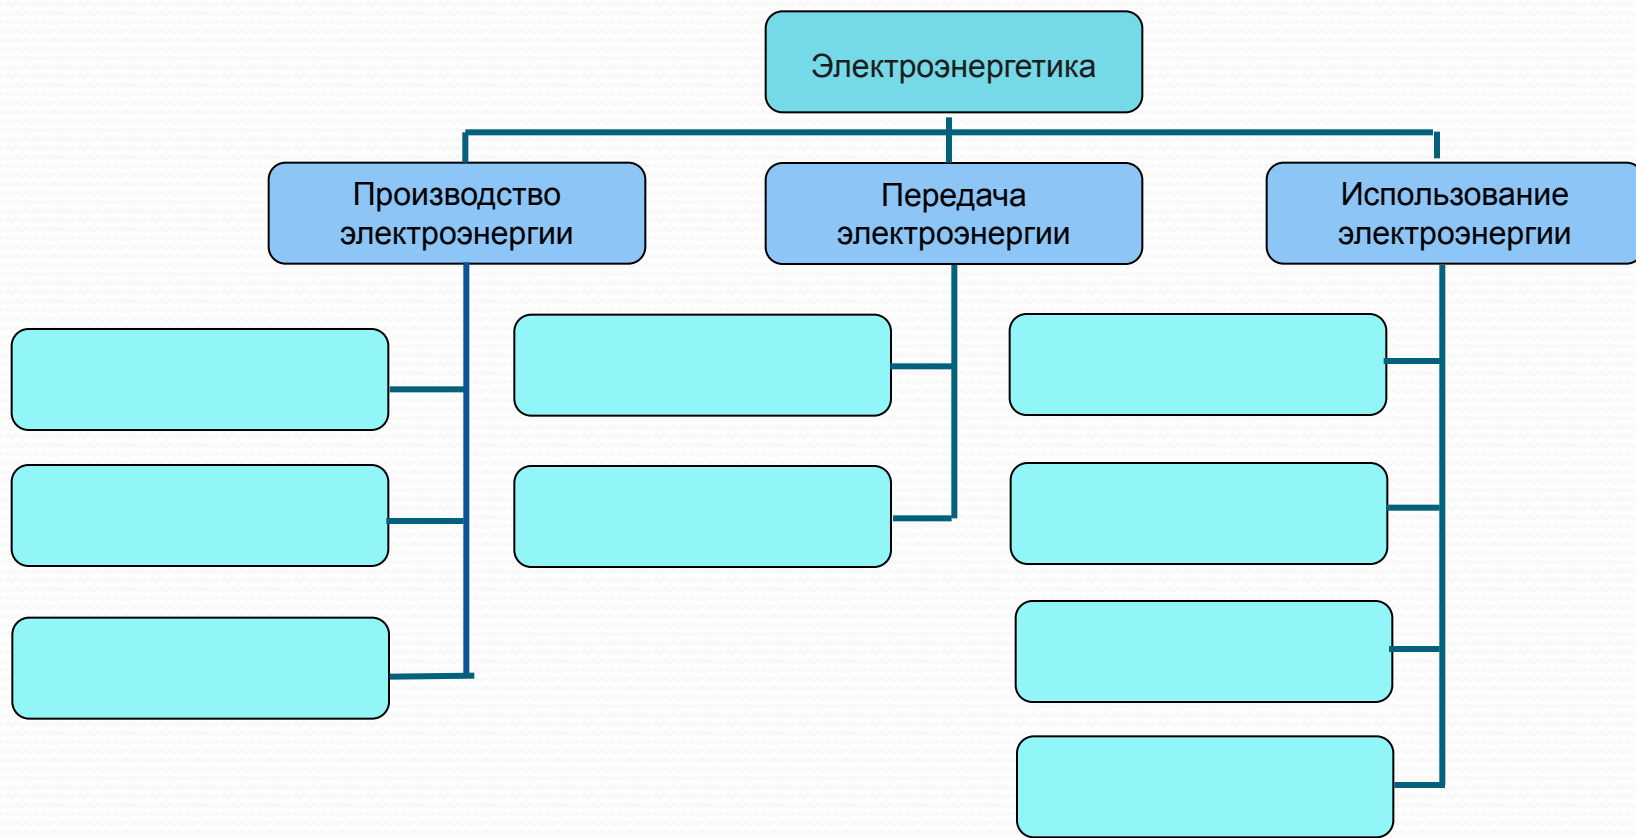 Электроэнергетика
Производство
электроэнергии
Передача
электроэнергии
Использование
электроэнергии